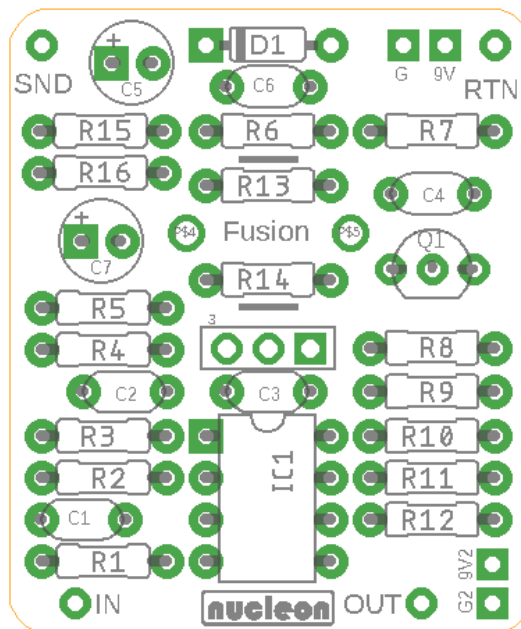 D1
+
C5
SND
C6
G
9V
RTN
R15
R6
R7
R16
R13
C4
+
C7
P$4
Fusion
P$5
Q1
R14
R5
3
R4
R8
C2
C3
R9
R3
R10
IC1
R2
R11
C1
R12
R1
9V2
IN
nucleon
OUT
G2